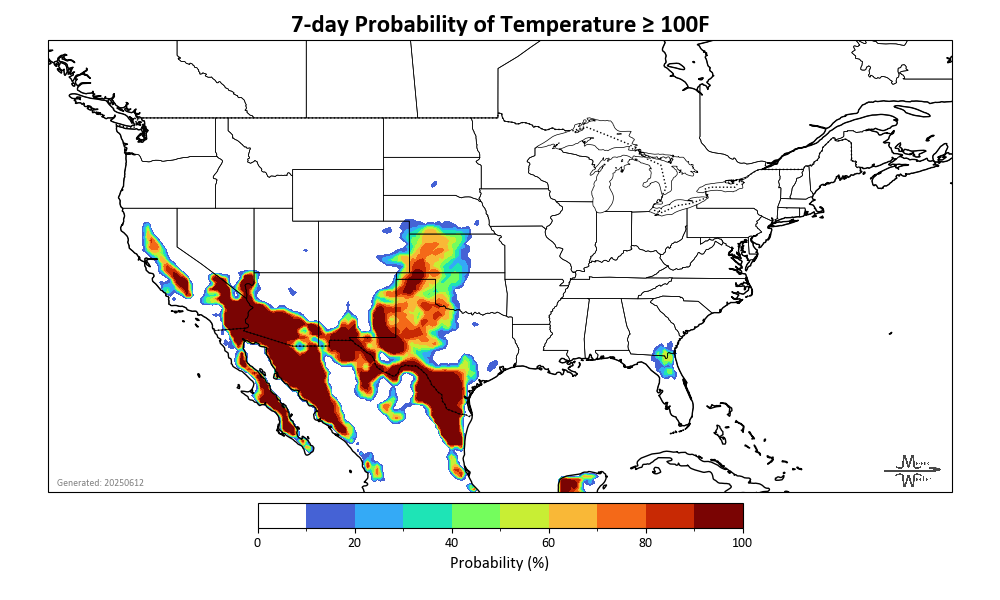 7-day Probability of Temperature ≥ 100F
Generated: 20250612
0 20 40 60 80 100
Probability (%)